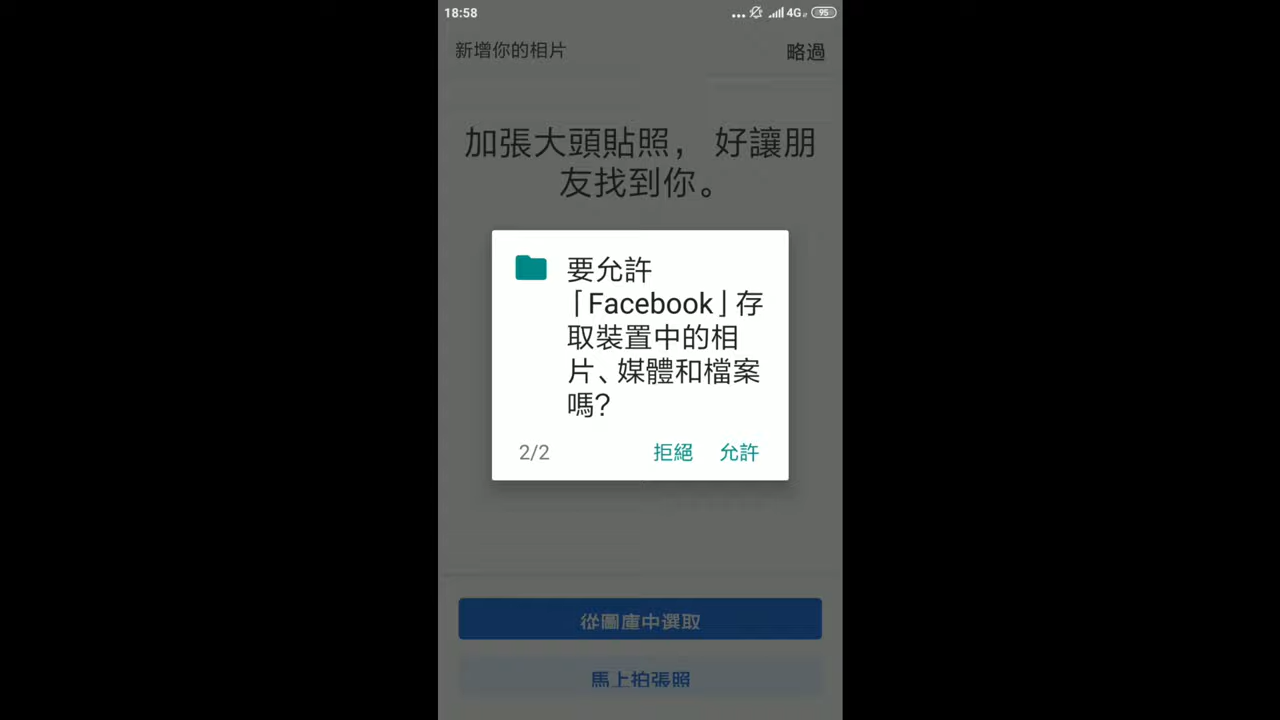 18:58
4G
95
新增你的相片
略過
加張大頭貼照， 好讓朋
友找到你。
要允許
「Facebook」存
取裝置中的相
片、媒體和檔案
嗎?
2/2
拒絕
允許
從圖庫中選取
馬上拍張照